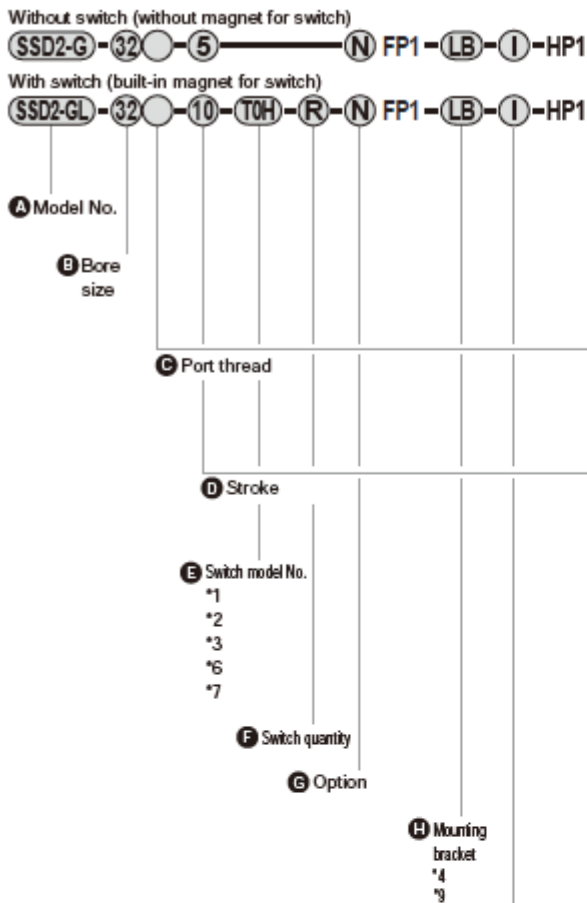 Without switch (without magnet for switch)
SSD2-G-32-5-N FP1-LB-I-HP1
With switch (built-in magnet for switch)
SSD2-GL-32-10-T0H-R-N FP1-LB-I-HP1
A Model No.
B Bore
size
C Port thread
D Stroke
E Switch model No.
*1
*2
*3
*6
*7
F Switch quantity
G Option
H Mounting
bracket
*4
*9